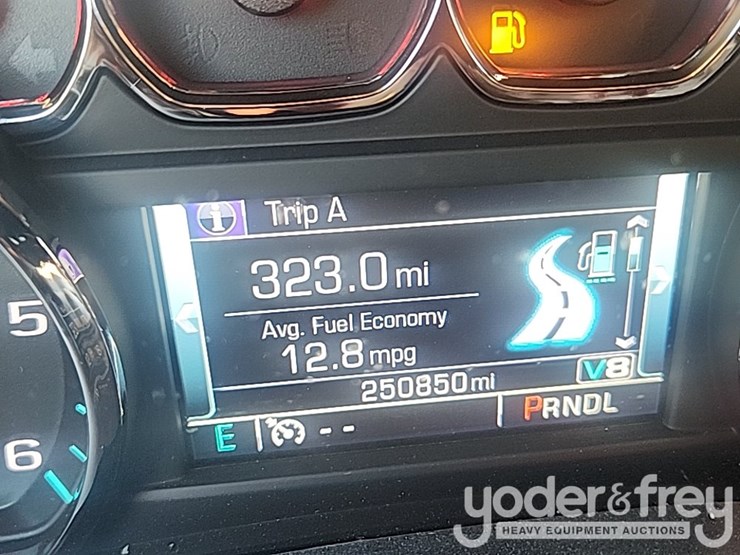 Trip A
323.0 mi
Avg. Fuel Economy
12.8 mpg
V8
250850 mi
E -- PRNDL
5
6
yoder&frey
HEAVY EQUIPMENT AUCTIONS